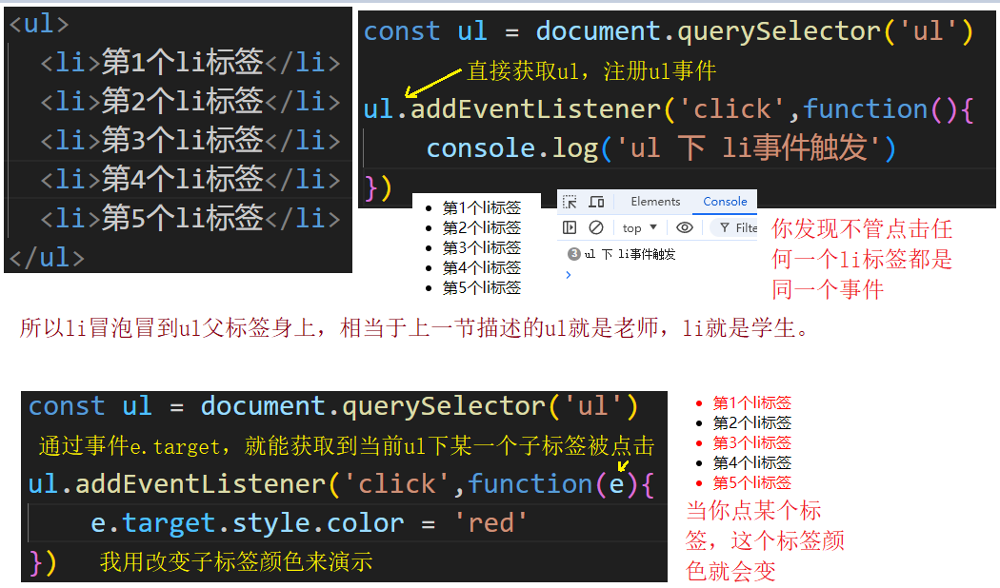 <ul>
<li>第1个li标签</li>
<li>第2个li标签</li>
<li>第3个li标签</li>
<li>第4个li标签</li>
<li>第5个li标签</li>
</ul>
const ul = document.querySelector('ul')
直接获取ul，注册ul事件
ul.addEventListener('click',function(){
console.log('ul 下 li事件触发')
})
第1个li标签
第2个li标签
第3个li标签
第4个li标签
第5个li标签
Elements Console
top Filte
3 ul 下 li事件触发
>
你发现不管点击任
何一个li标签都是
同一个事件
所以li冒泡冒到ul父标签身上，相当于上一节描述的ul就是老师，li就是学生。
const ul = document.querySelector('ul')
通过事件e.target，就能获取到当前ul下某一个子标签被点击
ul.addEventListener('click',function(e){
e.target.style.color = 'red'
}) 我用改变子标签颜色来演示
第1个li标签
第2个li标签
第3个li标签
第4个li标签
第5个li标签
当你点某个标
签，这个标签颜
色就会变